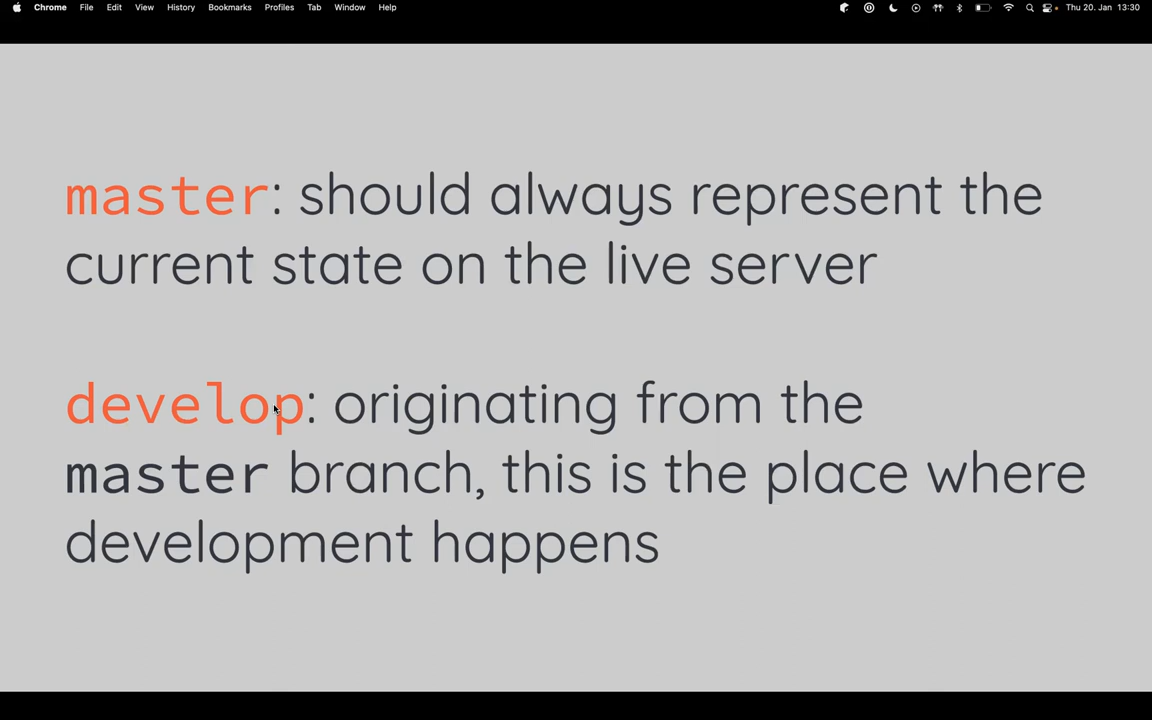 Chrome File Edit View History Bookmarks Profiles Tab Window Help Thu 20. Jan 13:30
master: should always represent the
current state on the live server
develop: originating from the
master branch, this is the place where
development happens